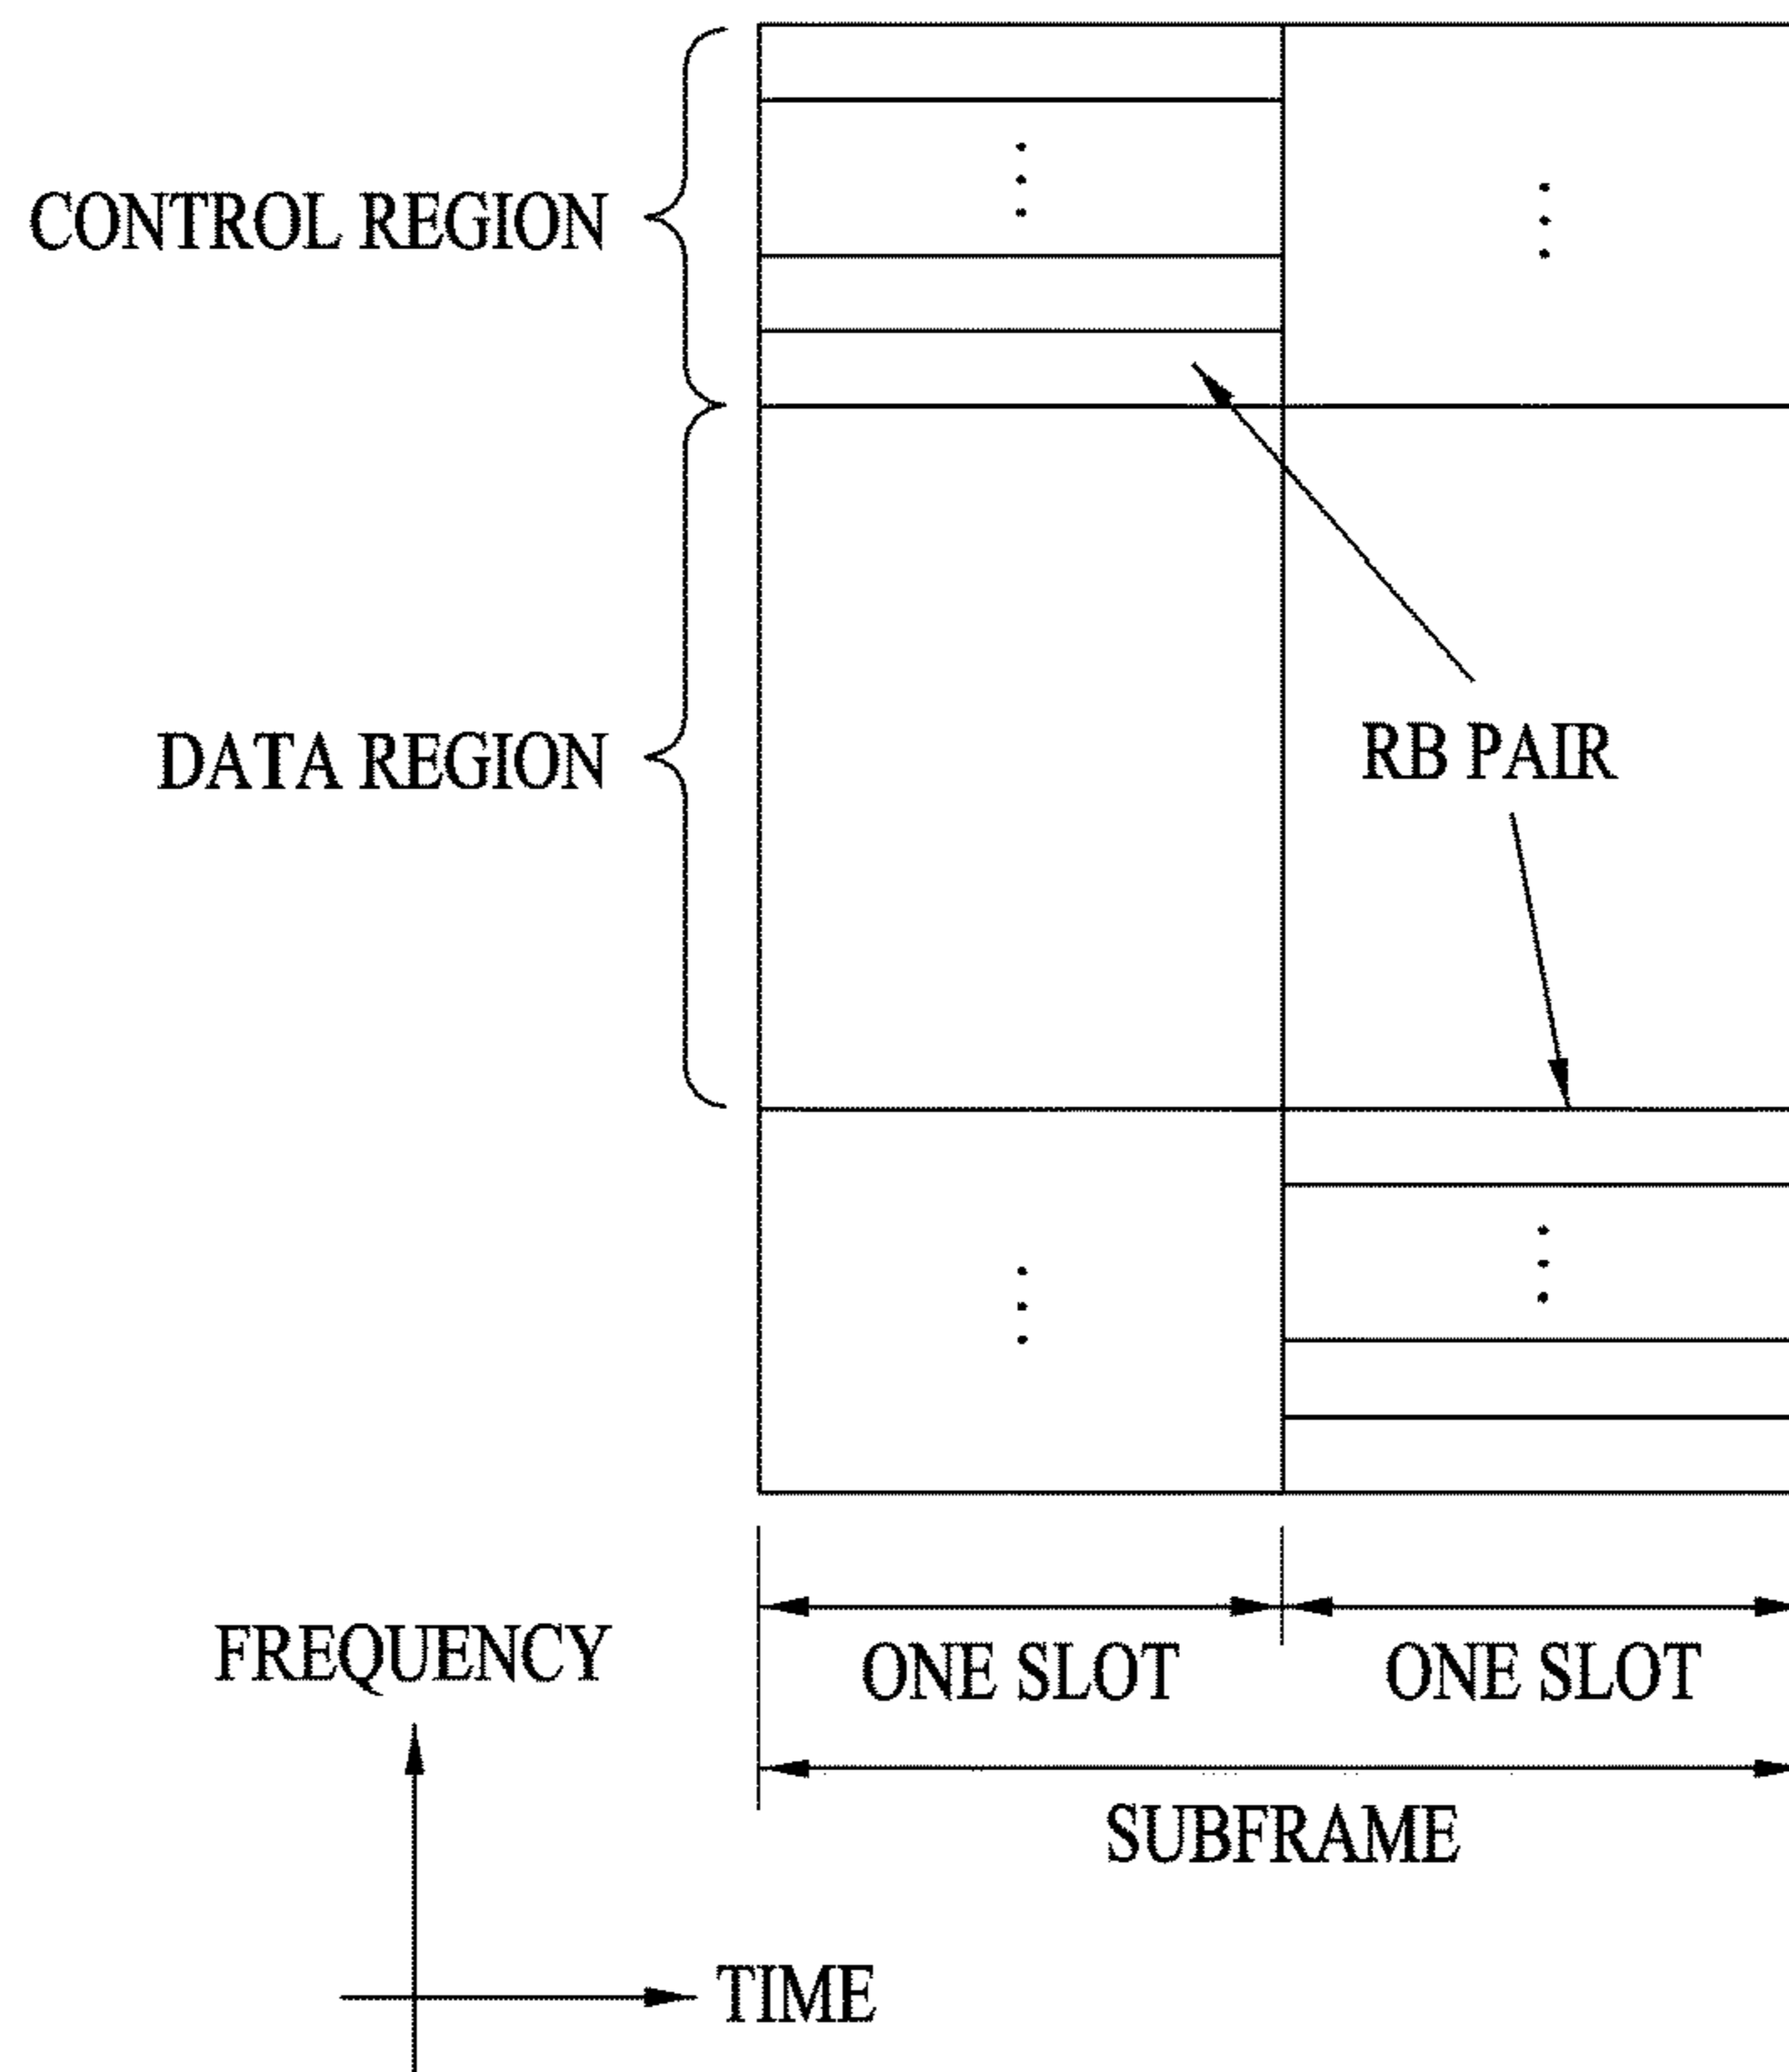 CONTROL REGION
DATA REGION
RB PAIR
FREQUENCY
ONE SLOT
ONE SLOT
SUBFRAME
TIME